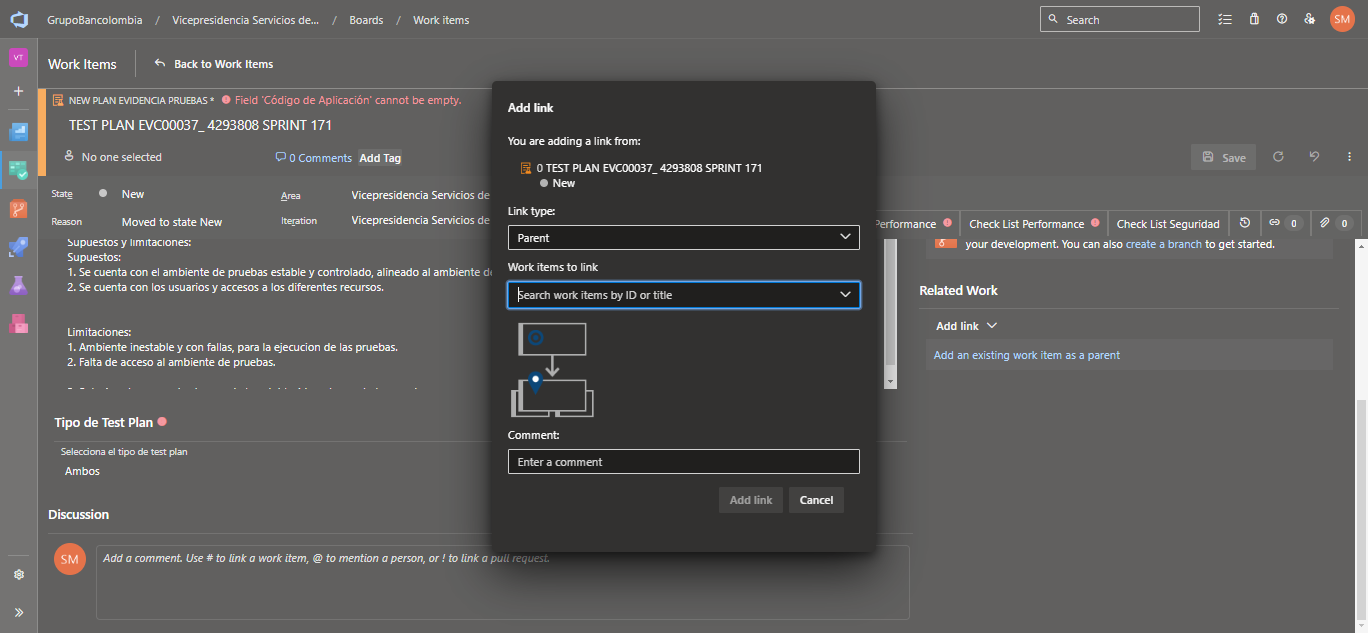 GrupoBancolombia / Vicepresidencia Servicios de... / Boards / Work items
Search
SM
VT
Work Items
Back to Work Items
NEW PLAN EVIDENCIA PRUEBAS * Field 'Código de Aplicación' cannot be empty.
TEST PLAN EVC00037_ 4293808 SPRINT 171
No one selected
0 Comments
Add Tag
Save
State
New
Area
Vicepresidencia Servicios de
Reason
Moved to state New
Iteration
Vicepresidencia Servicios de
Performance
Check List Performance
Check List Seguridad
0
0
Supuestos y limitaciones:
Supuestos:
1. Se cuenta con el ambiente de pruebas estable y controlado, alineado al ambiente de
2. Se cuenta con los usuarios y accesos a los diferentes recursos.
Limitaciones:
1. Ambiente inestable y con fallas, para la ejecucion de las pruebas.
2. Falta de acceso al ambiente de pruebas.
Tipo de Test Plan
Selecciona el tipo de test plan
Ambos
Discussion
SM
Add a comment. Use # to link a work item, @ to mention a person, or ! to link a pull request.
Add link
You are adding a link from:
0 TEST PLAN EVC00037_ 4293808 SPRINT 171
New
Link type:
Parent
Work items to link
Search work items by ID or title
Comment:
Enter a comment
Add link
Cancel
your development. You can also create a branch to get started.
Related Work
Add link
Add an existing work item as a parent